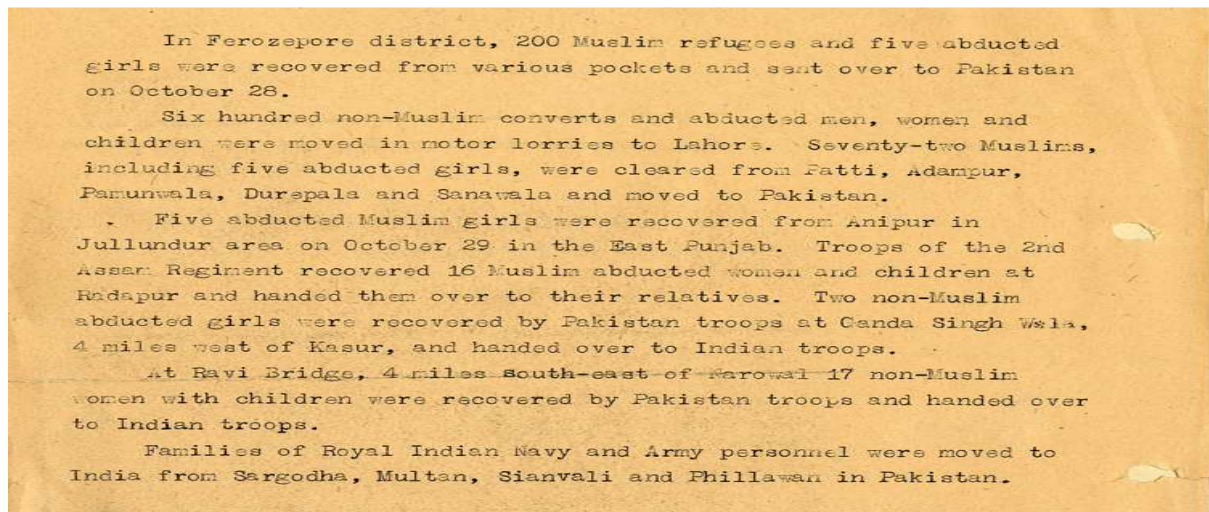 In Ferozepore district, 200 Muslim refugees and five abducted
girls were recovered from various pockets and sent over to Pakistan
on October 28.
Six hundred non-Muslim converts and abducted men, women and
children were moved in motor lorries to Lahore. Seventy-two Muslims,
including five abducted girls, were cleared from Patti, Adampur,
Pamunwala, Durepala and Sanawala and moved to Pakistan.
Five abducted Muslim girls were recovered from Anipur in
Jullundur area on October 29 in the East Punjab. Troops of the 2nd
Assam Regiment recovered 16 Muslim abducted women and children at
Radapur and handed them over to their relatives. Two non-Muslim
abducted girls were recovered by Pakistan troops at Ganda Singh Wala,
4 miles west of Kasur, and handed over to Indian troops.
At Ravi Bridge, 4 miles south-east of Narowal 17 non-Muslim
women with children were recovered by Pakistan troops and handed over
to Indian troops.
Families of Royal Indian Navy and Army personnel were moved to
India from Sargodha, Multan, Sianvali and Phillawan in Pakistan.